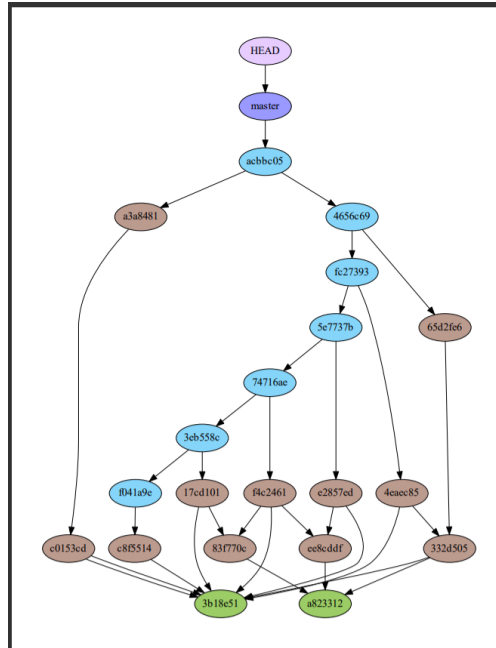 HEAD
master
acbbc05
a3a8481
4656c69
fc27393
5e7737b
65d2fe6
74716ae
3eb558c
f041a9e
17cd101
f4c2461
e2857ed
4eaec85
c0153cd
c8f5514
83f770c
ee8cddf
332d505
3b18e51
a823312